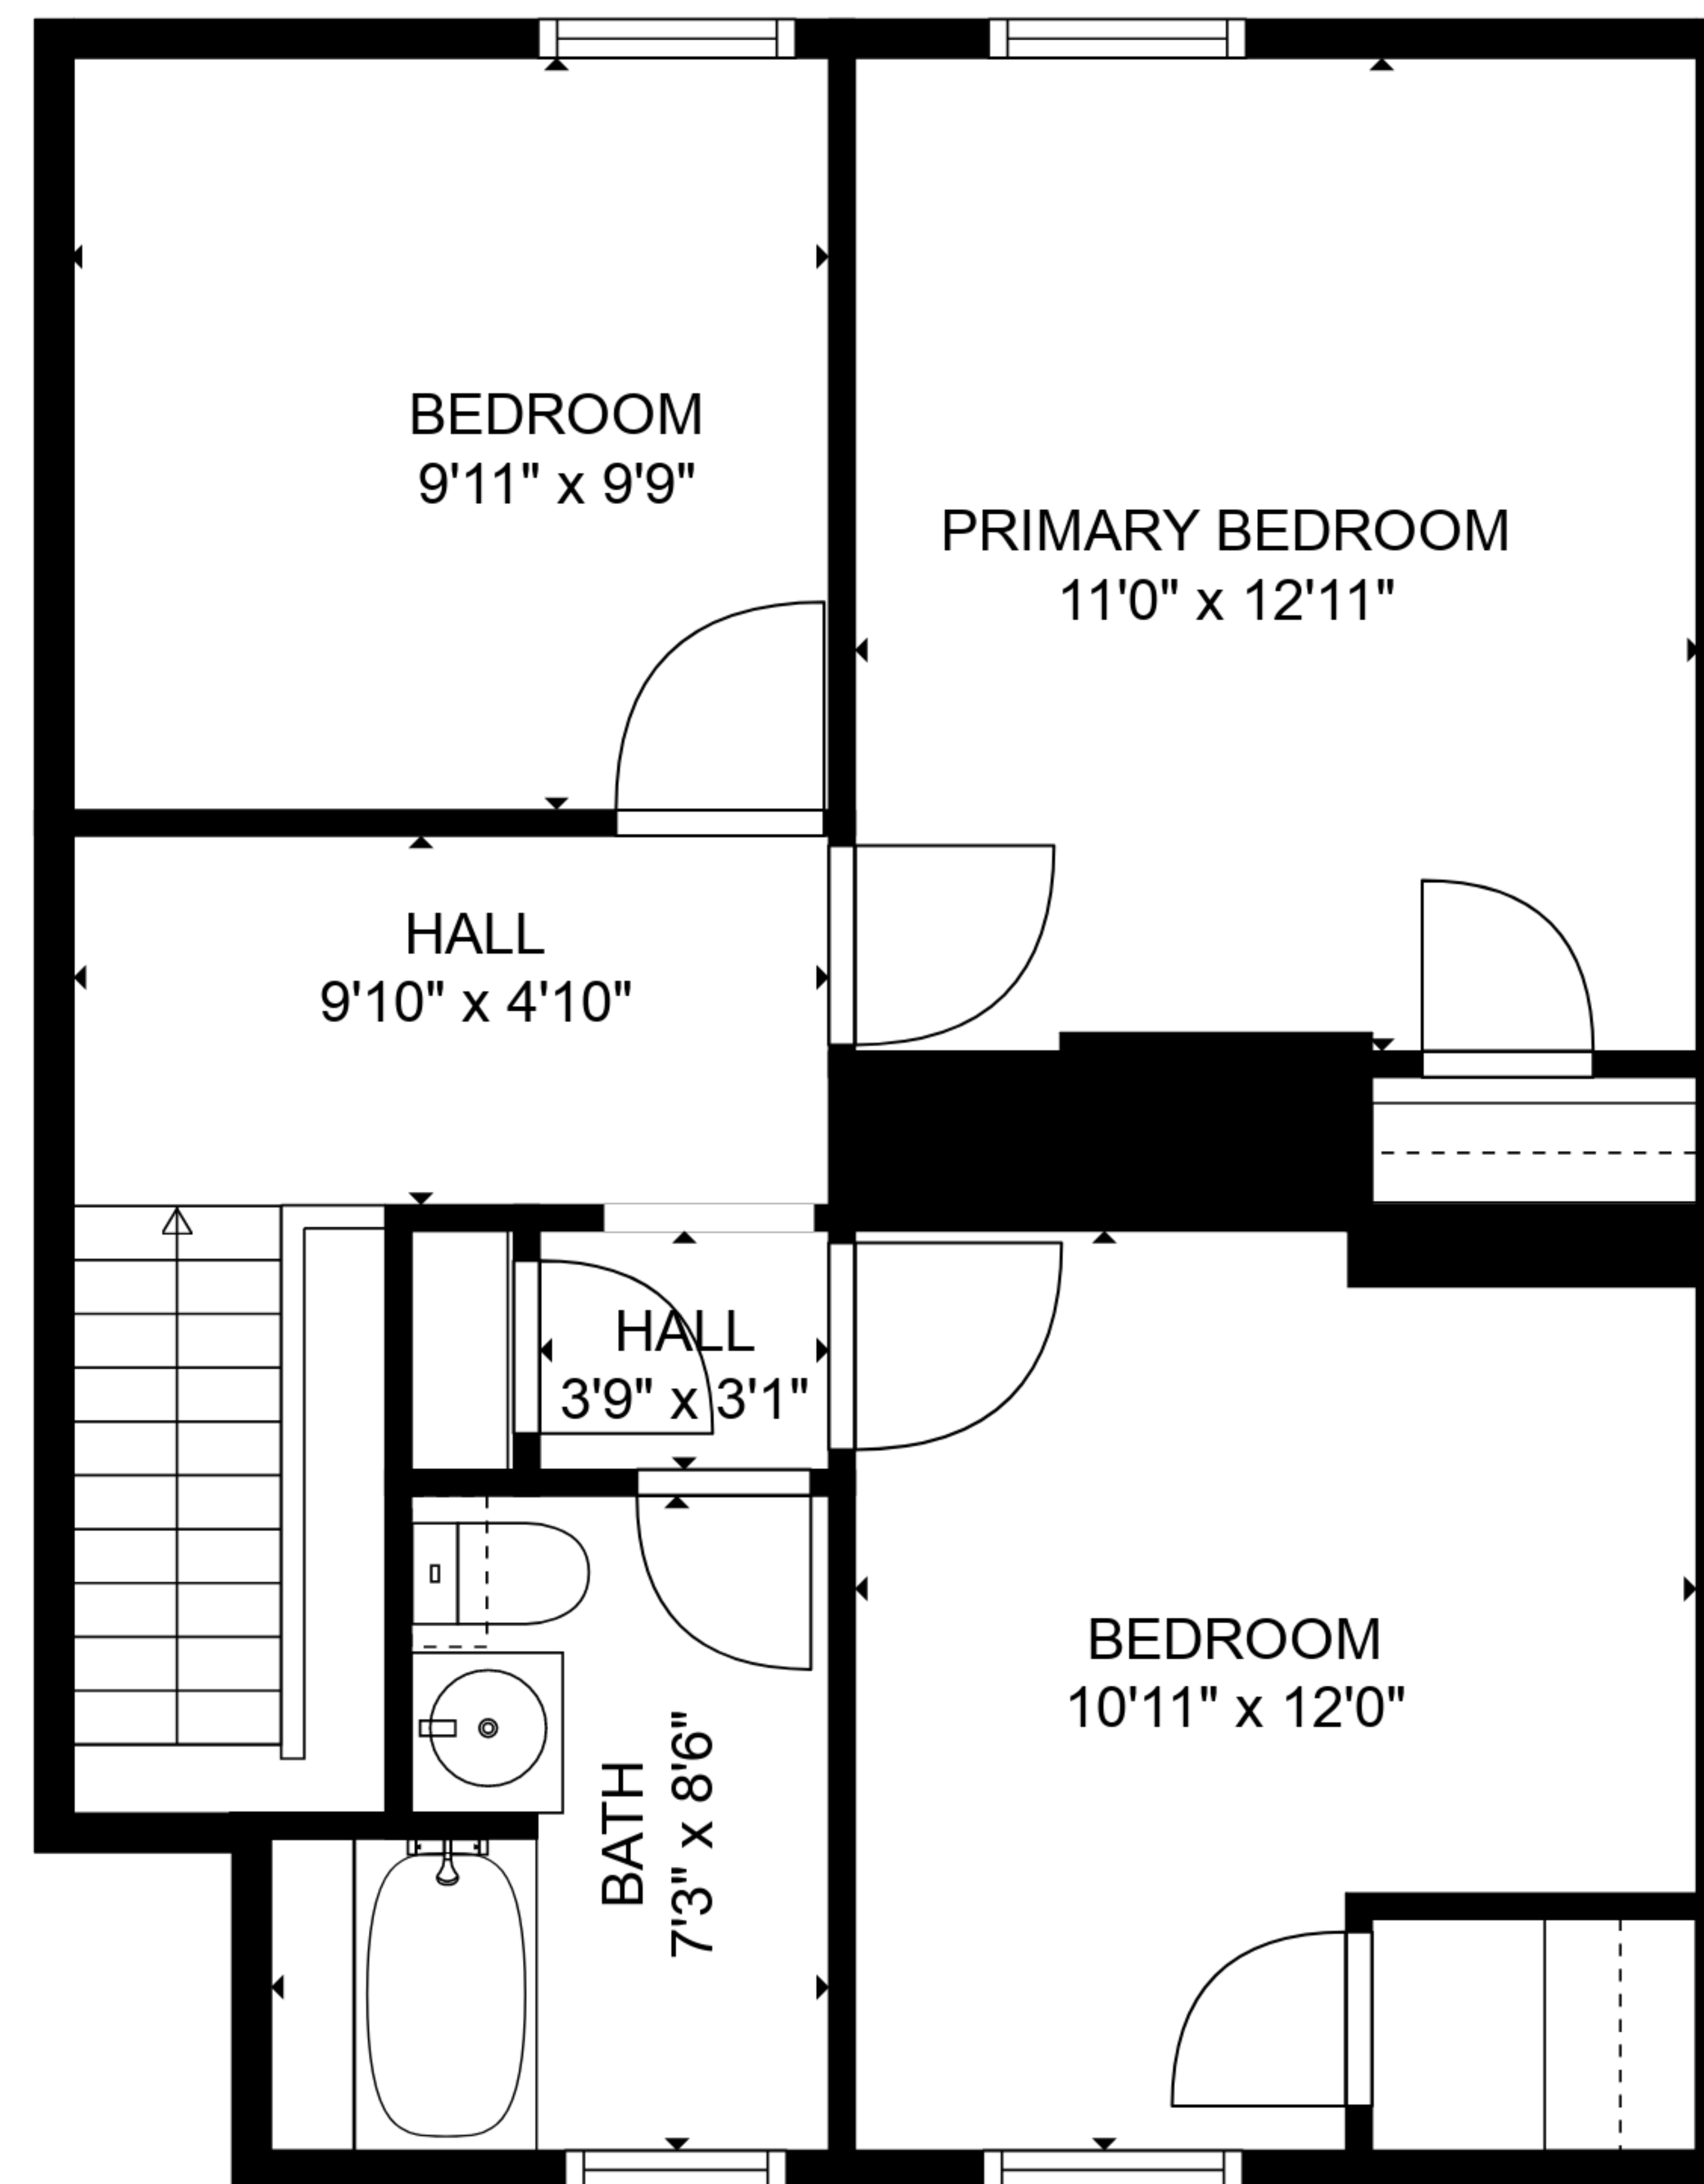 BEDROOM
9'11" x 9'9"
PRIMARY BEDROOM
11'0" x 12'11"
HALL
9'10" x 4'10"
HALL
3'9" x 3'1"
BEDROOM
10'11" x 12'0"
BATH
7'3" x 8'6"